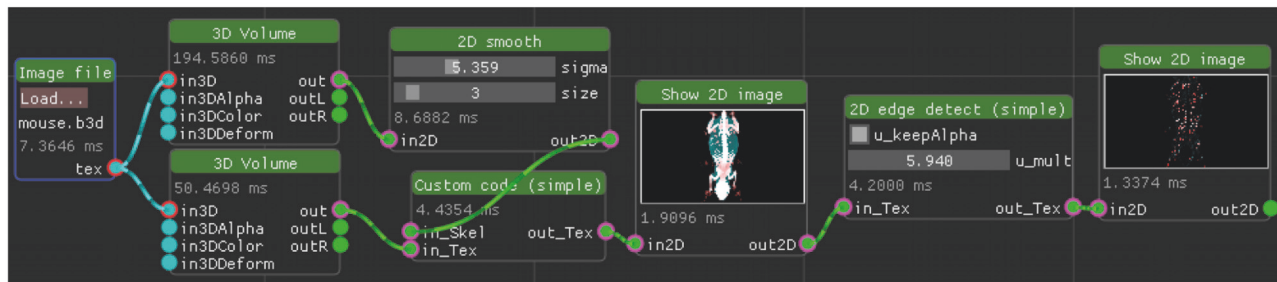 Image file
Load...
mouse.b3d
7.3646 ms
tex
3D Volume
194.5860 ms
in3D out
in3DAlpha outL
in3DColor outR
in3DDeform
3D Volume
50.4698 ms
in3D out
in3DAlpha outL
in3DColor outR
in3DDeform
2D smooth
5.359 sigma
3 size
8.6882 ms
in2D out2D
Custom code (simple)
4.4354 ms
in_Skel out_Tex
in_Tex
Show 2D image
1.9096 ms
in2D out2D
2D edge detect (simple)
u_keepAlpha
5.940 u_mult
4.2000 ms
in_Tex out_Tex
Show 2D image
1.3374 ms
in2D out2D